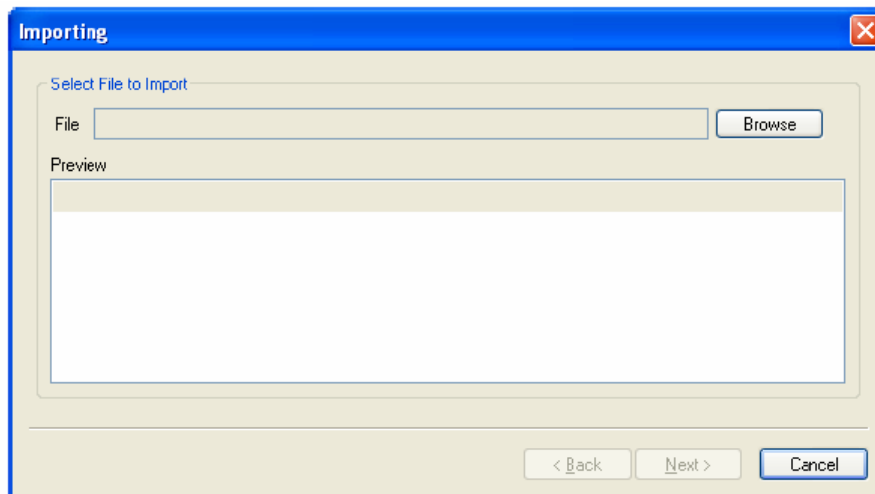 Importing
Select File to Import
File
Browse
Preview
< Back
Next >
Cancel